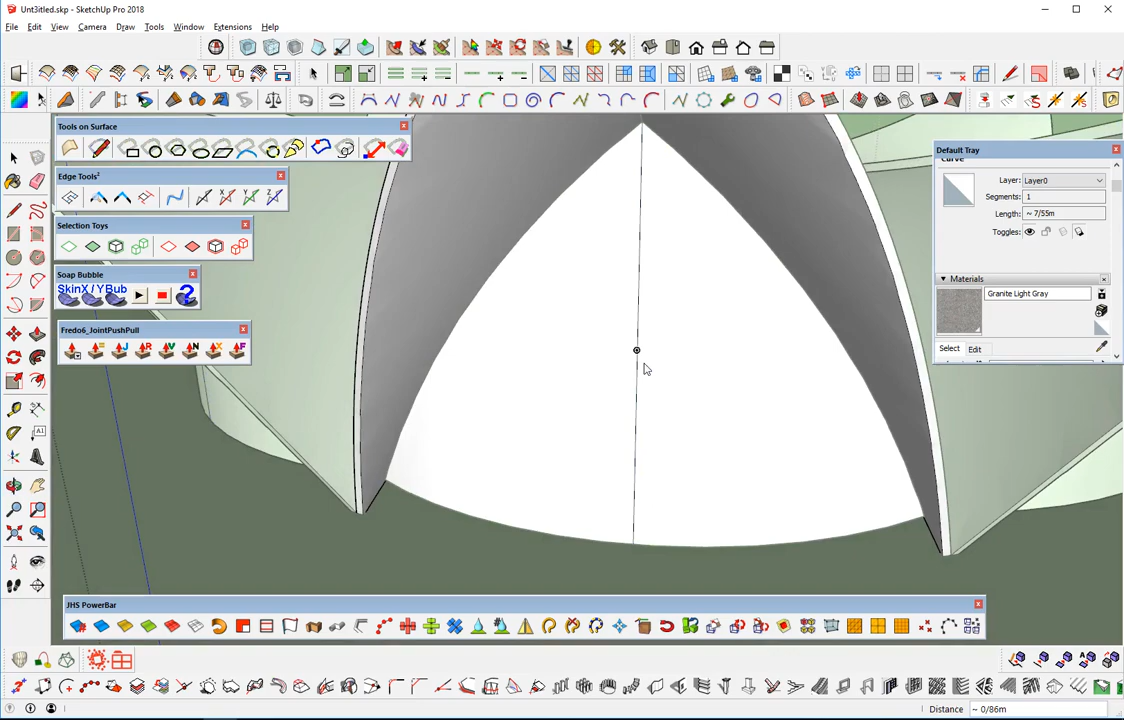 Unt3itled.skp - SketchUp Pro 2018
File Edit View Camera Draw Tools Window Extensions Help
Tools on Surface
Edge Tools²
Selection Toys
Soap Bubble
SkinX / YBub
Fredo6_JointPushPull
J R V N X F
X Y Z
A1
Default Tray
Curve
Layer: Layer0
Segments: 1
Length: ~ 7/55m
Toggles:
Materials
Granite Light Gray
Select Edit
JHS PowerBar
Distance ~ 0/86m